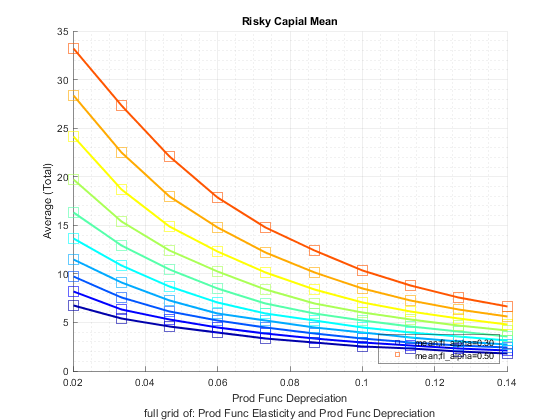 Risky Capial Mean
35
30
25
20
15
10
5
0
Average (Total)
0.02 0.04 0.06 0.08 0.1 0.12 0.14
mean;fl_alpha=0.30
mean;fl_alpha=0.50
Prod Func Depreciation
full grid of: Prod Func Elasticity and Prod Func Depreciation